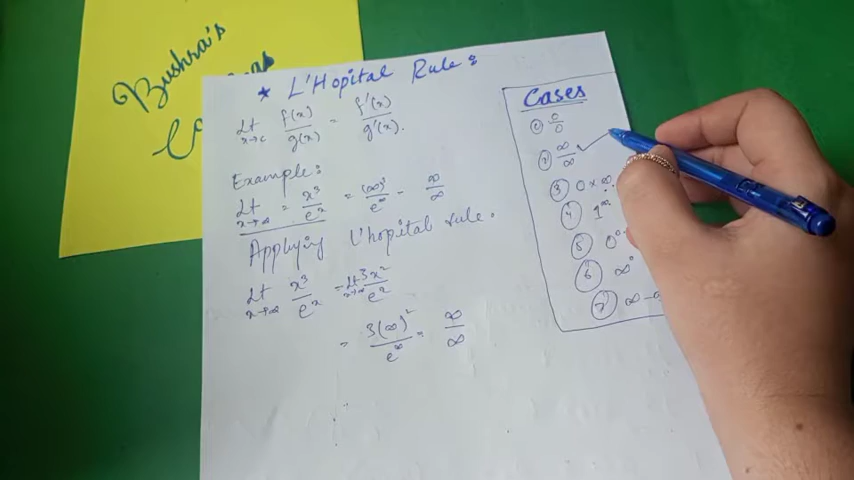 Bushra's
* L'Hopital Rule:
Lt x→c f(x)/g(x) = f'(x)/g'(x).
Example:
Lt x→∞ = x³/eˣ = (∞)³/e^∞ - ∞/∞
Applying L'hopital rule.
Lt x→∞ x³/eˣ = Lt x→∞ 3x²/eˣ
= 3(∞)²/e^∞ = ∞/∞
Cases
① 0/0
② ∞/∞
③ 0×∞
④ 1^∞
⑤ 0⁰
⑥ ∞⁰
⑦ ∞-